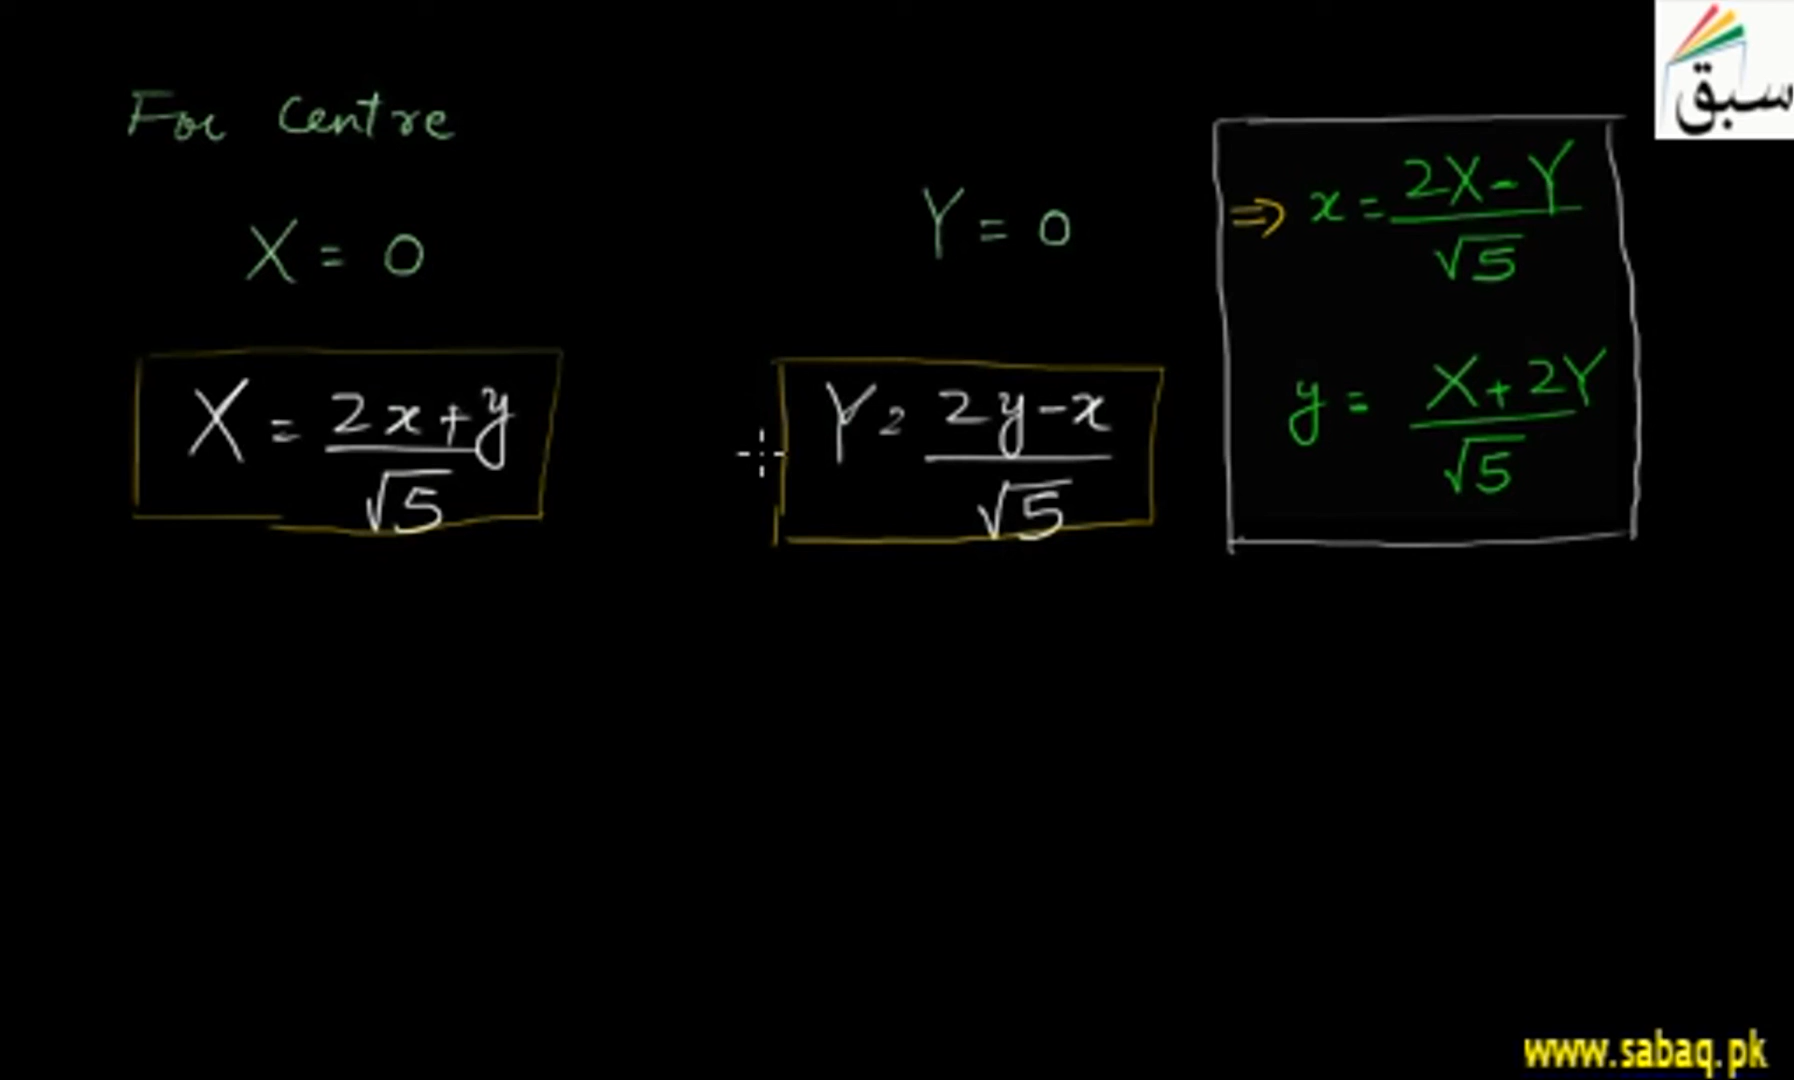 سبق
For Centre
X = 0
Y = 0
⇒ x = 2X - Y / √5
X = 2x + y / √5
Y = 2y - x / √5
y = X + 2Y / √5
www.sabaq.pk